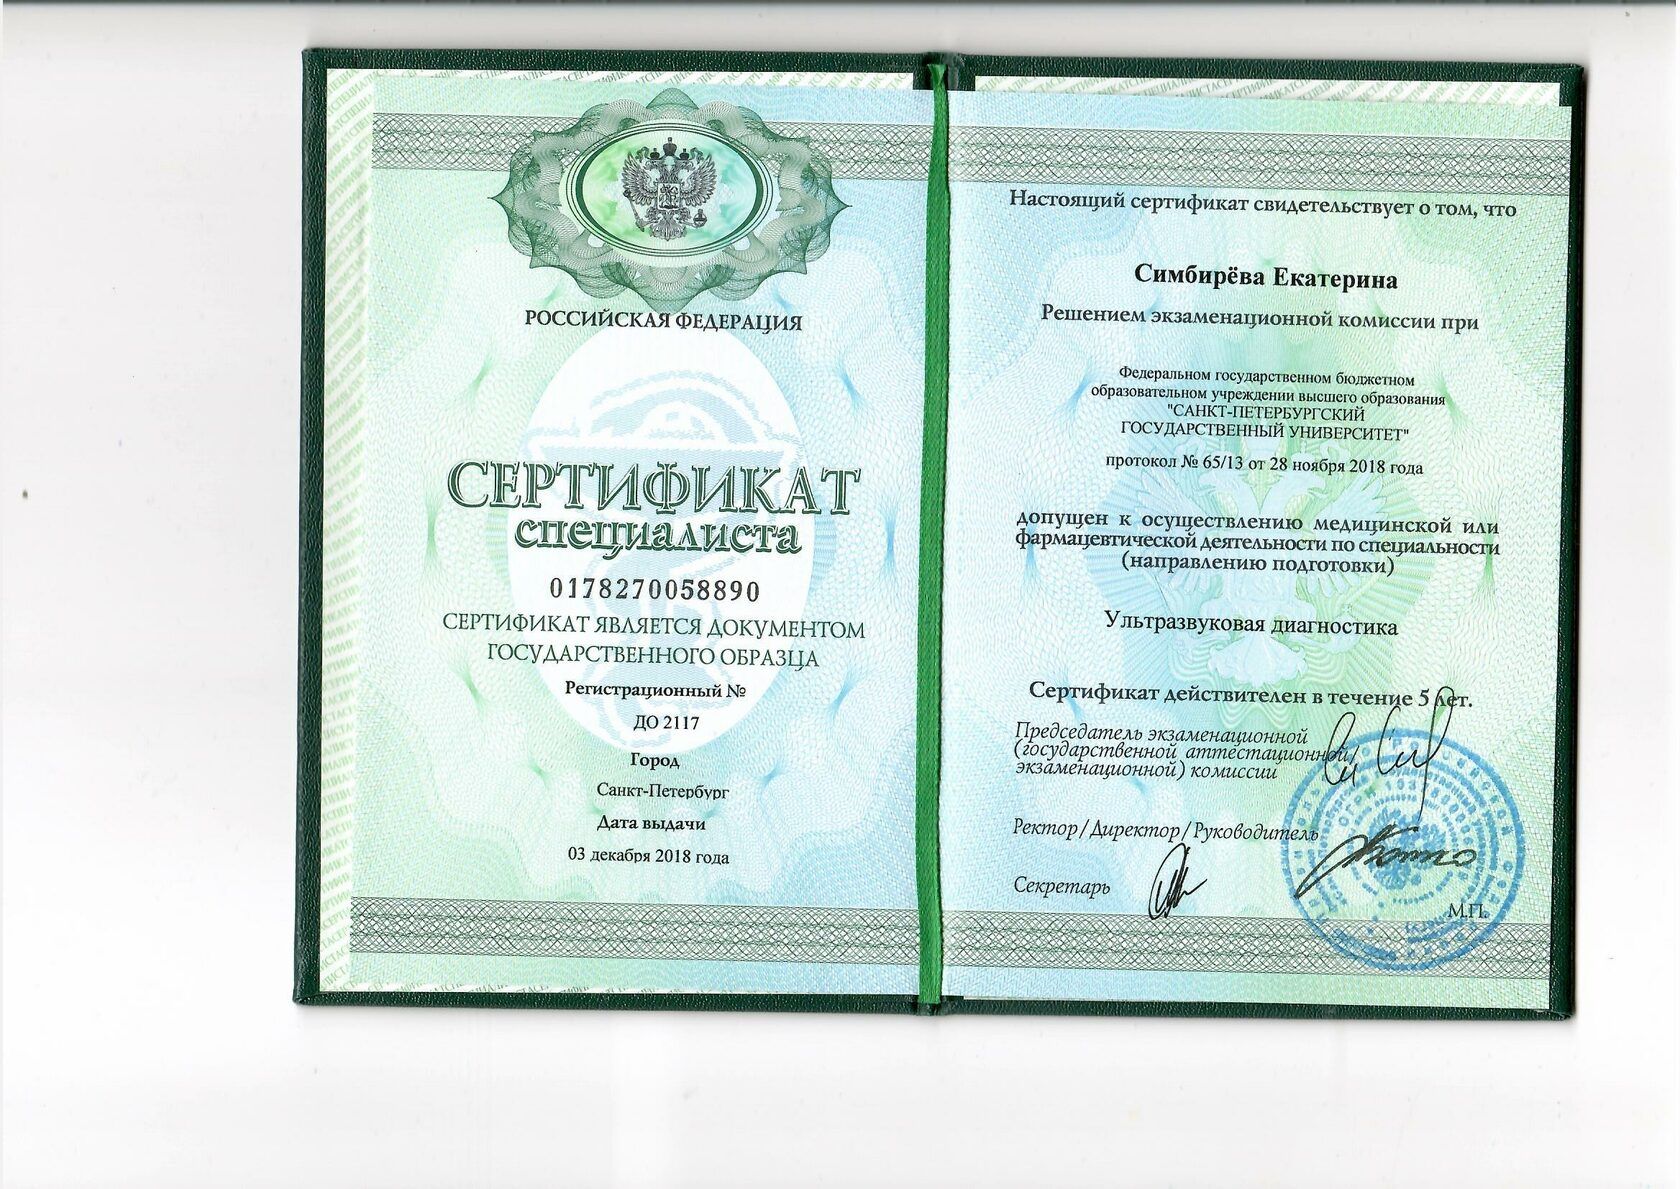 РОССИЙСКАЯ ФЕДЕРАЦИЯ
СЕРТИФИКАТ
специалиста
0178270058890
СЕРТИФИКАТ ЯВЛЯЕТСЯ ДОКУМЕНТОМ
ГОСУДАРСТВЕННОГО ОБРАЗЦА
Регистрационный №
ДО 2117
Город
Санкт-Петербург
Дата выдачи
03 декабря 2018 года
Настоящий сертификат свидетельствует о том, что
Симбирёва Екатерина
Решением экзаменационной комиссии при
Федеральном государственном бюджетном
образовательном учреждении высшего образования
"САНКТ-ПЕТЕРБУРГСКИЙ
ГОСУДАРСТВЕННЫЙ УНИВЕРСИТЕТ"
протокол № 65/13 от 28 ноября 2018 года
допущен к осуществлению медицинской или
фармацевтической деятельности по специальности
(направлению подготовки)
Ультразвуковая диагностика
Сертификат действителен в течение 5 лет.
Председатель экзаменационной
(государственной аттестационной/
экзаменационной) комиссии
Ректор/Директор/Руководитель
Секретарь
М.П.